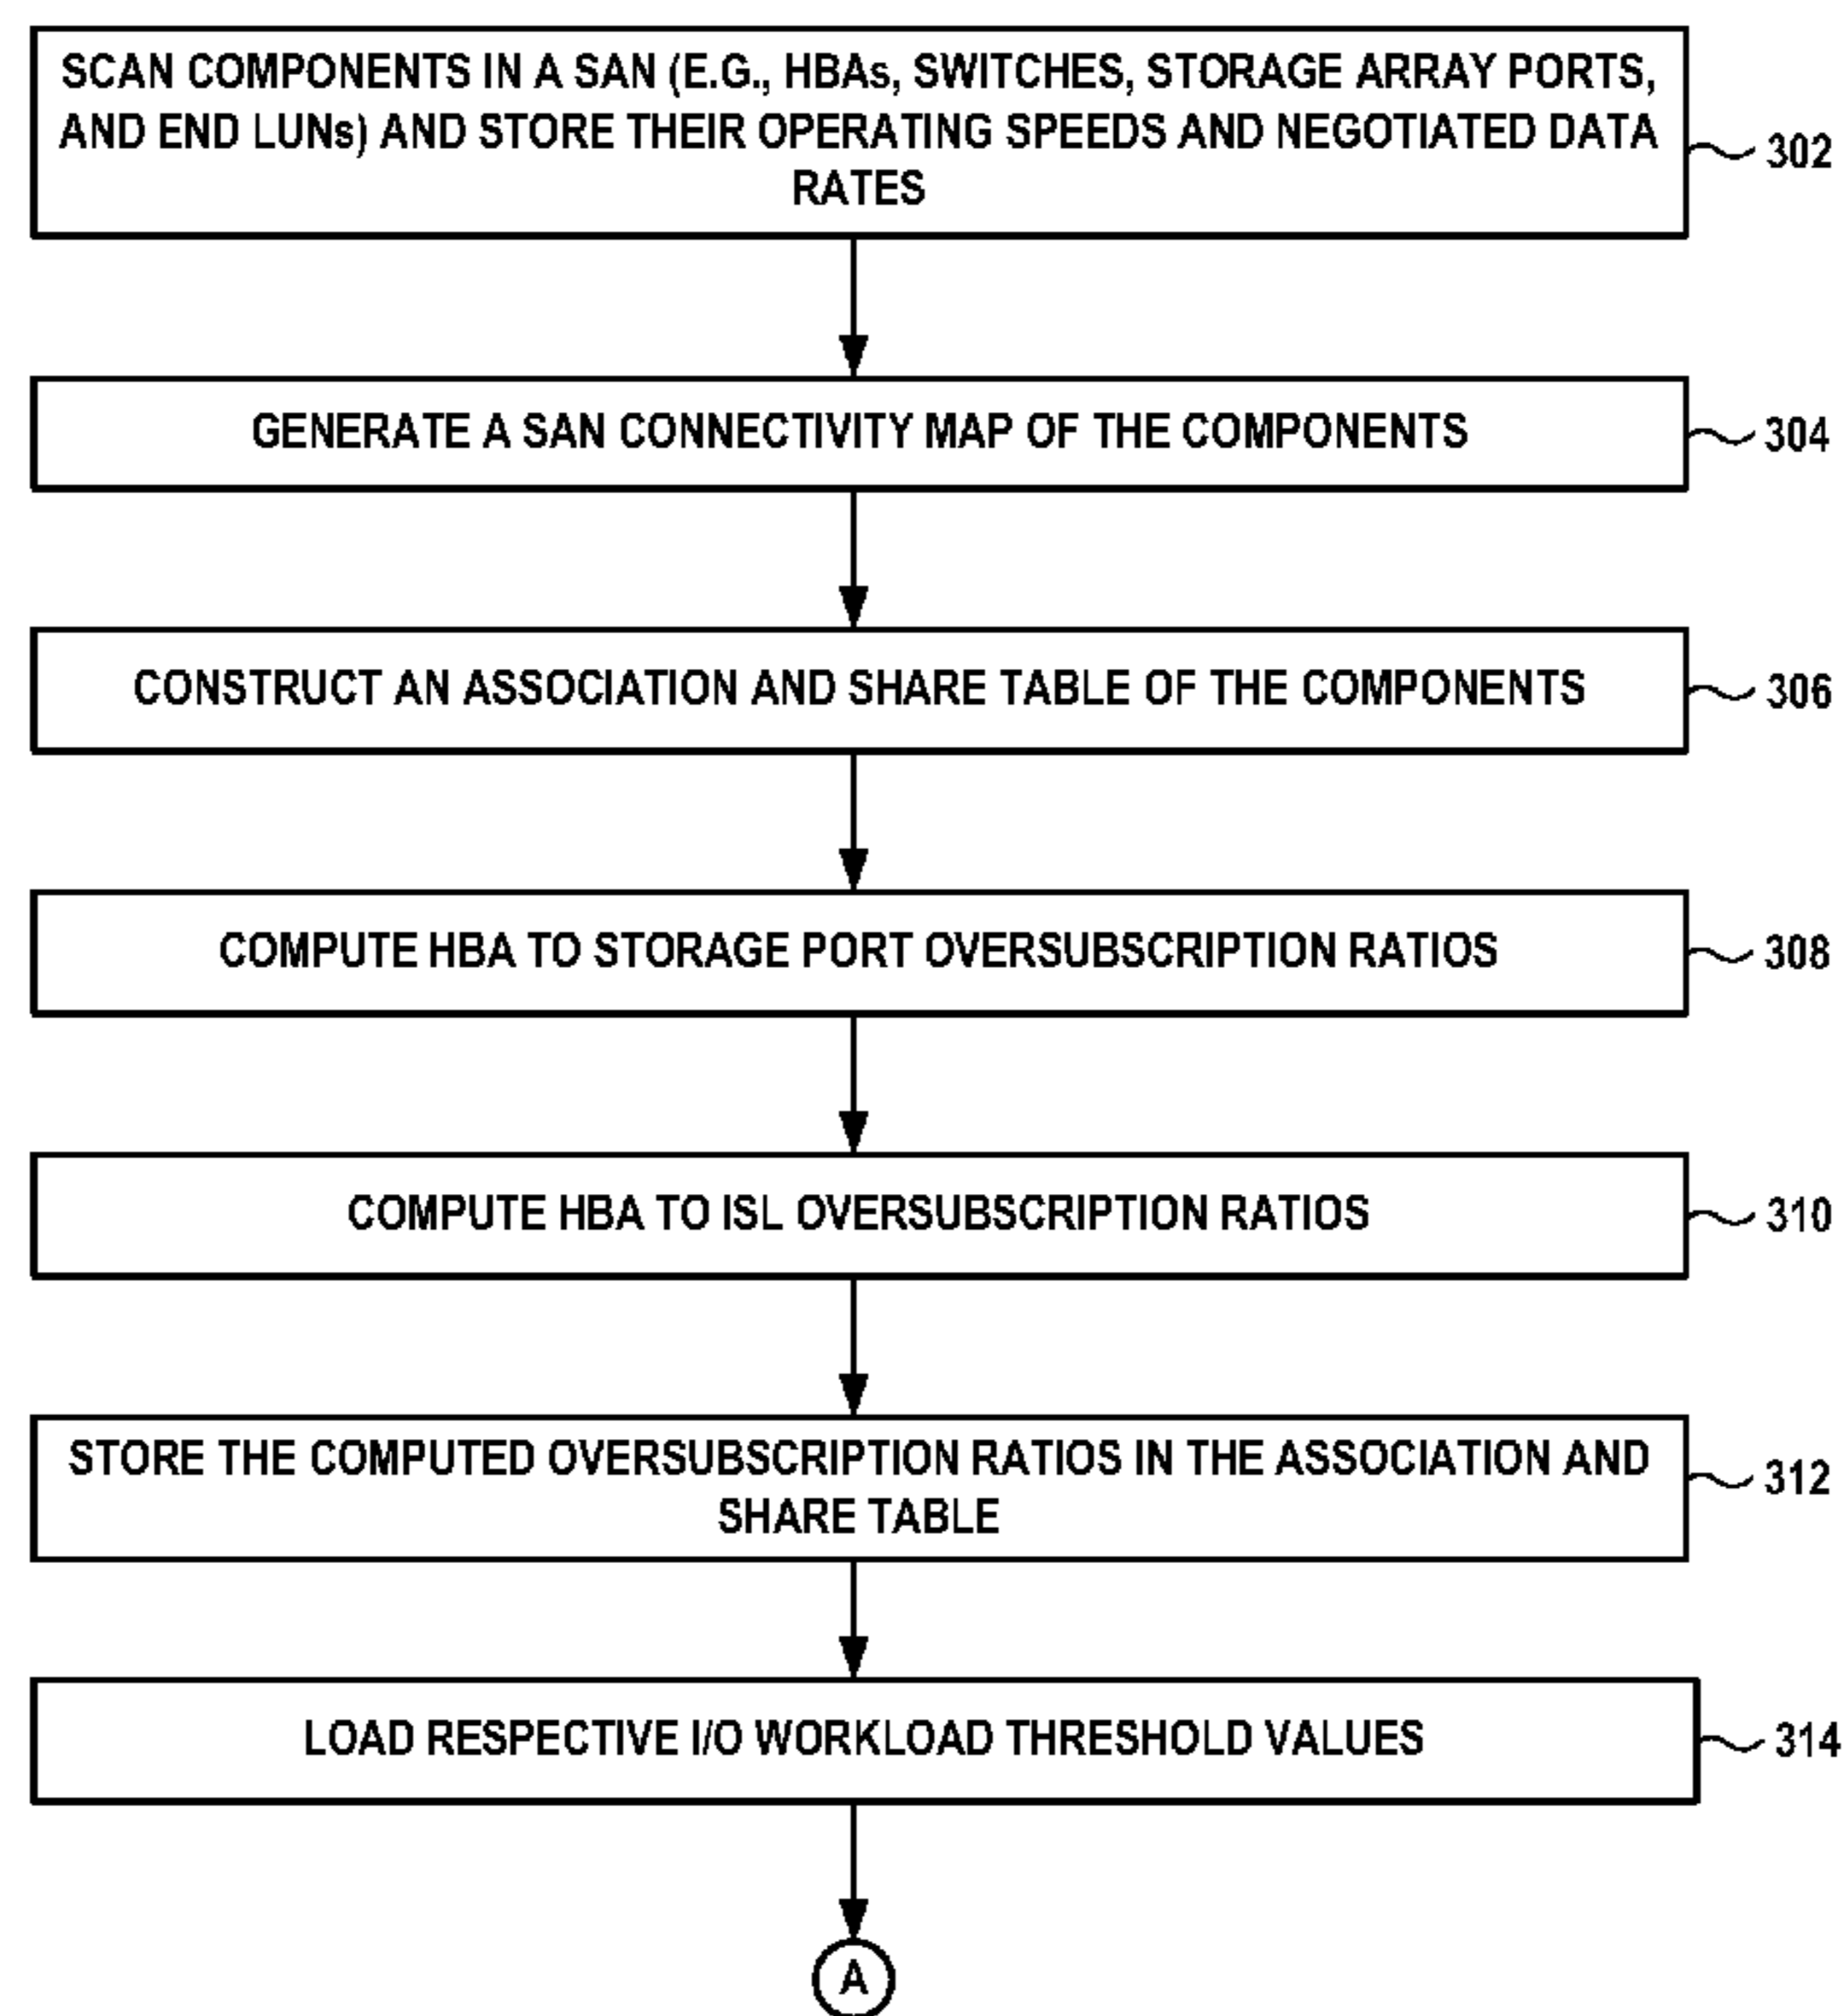 SCAN COMPONENTS IN A SAN (E.G., HBAs, SWITCHES, STORAGE ARRAY PORTS,
AND END LUNs) AND STORE THEIR OPERATING SPEEDS AND NEGOTIATED DATA
RATES
302
GENERATE A SAN CONNECTIVITY MAP OF THE COMPONENTS
304
CONSTRUCT AN ASSOCIATION AND SHARE TABLE OF THE COMPONENTS
306
COMPUTE HBA TO STORAGE PORT OVERSUBSCRIPTION RATIOS
308
COMPUTE HBA TO ISL OVERSUBSCRIPTION RATIOS
310
STORE THE COMPUTED OVERSUBSCRIPTION RATIOS IN THE ASSOCIATION AND
SHARE TABLE
312
LOAD RESPECTIVE I/O WORKLOAD THRESHOLD VALUES
314
A